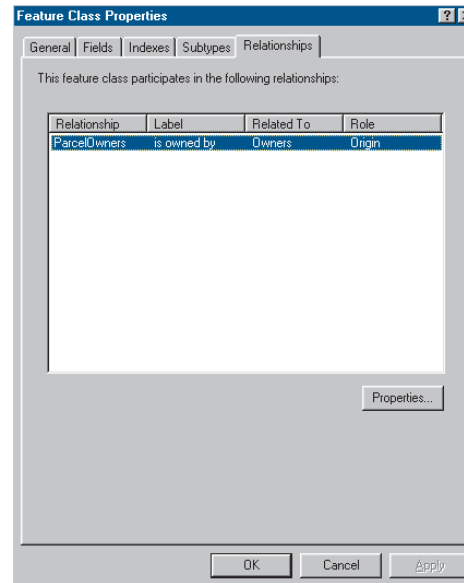 Feature Class Properties
General Fields Indexes Subtypes Relationships
This feature class participates in the following relationships:
Relationship Label Related To Role
ParcelOwners is owned by Owners Origin
Properties...
OK Cancel Apply